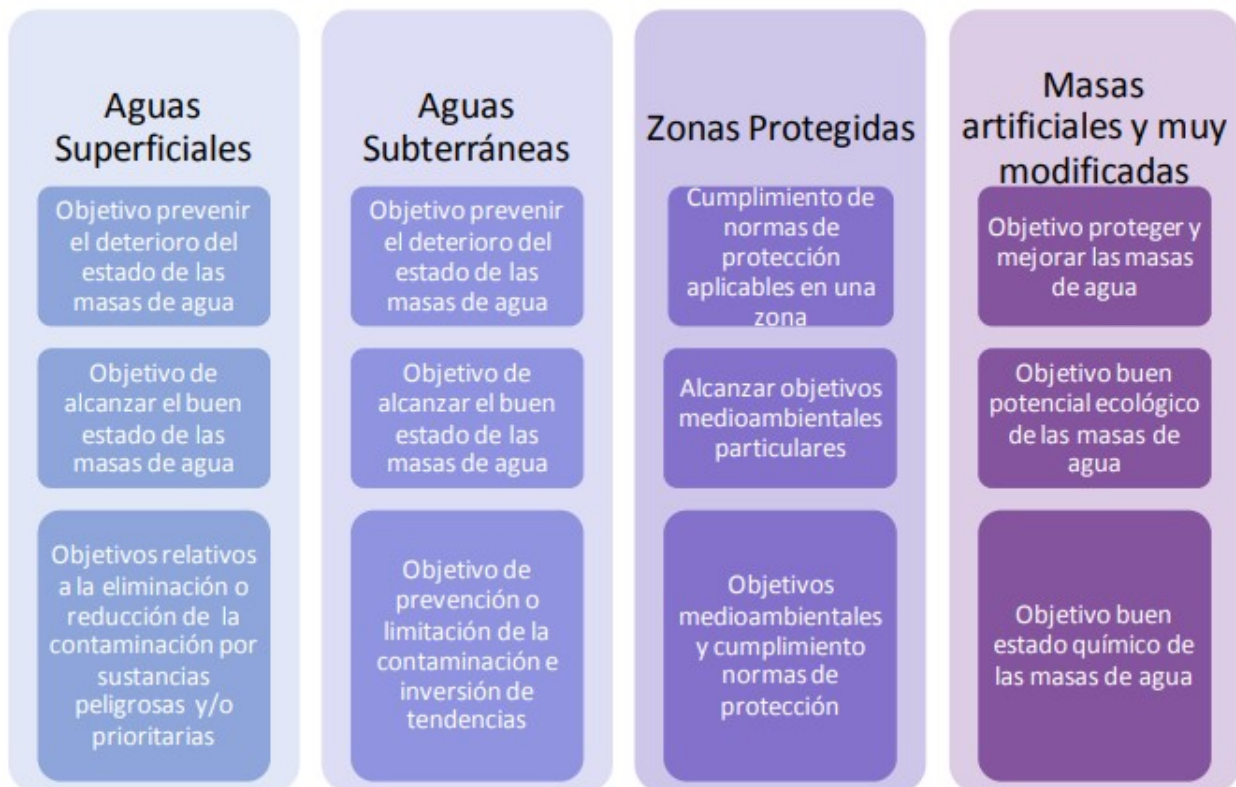 Aguas
Superficiales
Objetivo prevenir
el deterioro del
estado de las
masas de agua
Objetivo de
alcanzar el buen
estado de las
masas de agua
Objetivos relativos
a la eliminación o
reducción de la
contaminación por
sustancias
peligrosas y/o
prioritarias
Aguas
Subterráneas
Objetivo prevenir
el deterioro del
estado de las
masas de agua
Objetivo de
alcanzar el buen
estado de las
masas de agua
Objetivo de
prevención o
limitación de la
contaminación e
inversión de
tendencias
Zonas Protegidas
Cumplimiento de
normas de
protección
aplicables en una
zona
Alcanzar objetivos
medioambientales
particulares
Objetivos
medioambientales
y cumplimiento
normas de
protección
Masas
artificiales y muy
modificadas
Objetivo proteger y
mejorar las masas
de agua
Objetivo buen
potencial ecológico
de las masas de
agua
Objetivo buen
estado químico de
las masas de agua